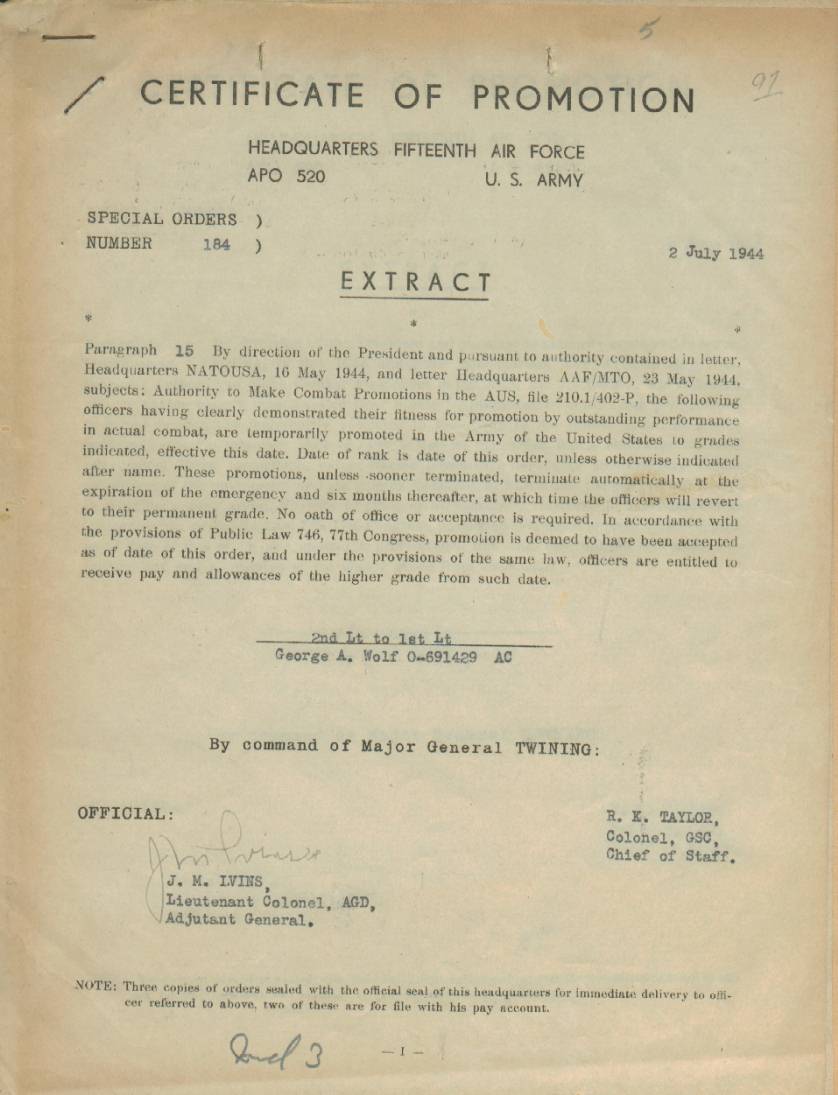 5
91
CERTIFICATE OF PROMOTION
HEADQUARTERS FIFTEENTH AIR FORCE
APO 520 U. S. ARMY
SPECIAL ORDERS )
NUMBER 184 )
2 July 1944
EXTRACT
* * *
Paragraph 15 By direction of the President and pursuant to authority contained in letter,
Headquarters NATOUSA, 16 May 1944, and letter Headquarters AAF/MTO, 23 May 1944,
subjects: Authority to Make Combat Promotions in the AUS, file 210.1/402-P, the following
officers having clearly demonstrated their fitness for promotion by outstanding performance
in actual combat, are temporarily promoted in the Army of the United States to grades
indicated, effective this date. Date of rank is date of this order, unless otherwise indicated
after name. These promotions, unless sooner terminated, terminate automatically at the
expiration of the emergency and six months thereafter, at which time the officers will revert
to their permanent grade. No oath of office or acceptance is required. In accordance with
the provisions of Public Law 746, 77th Congress, promotion is deemed to have been accepted
as of date of this order, and under the provisions of the same law, officers are entitled to
receive pay and allowances of the higher grade from such date.
2nd Lt to 1st Lt
George A. Wolf O-691429 AC
By command of Major General TWINING:
OFFICIAL:
R. K. TAYLOR,
Colonel, GSC,
Chief of Staff.
J. M. IVINS,
Lieutenant Colonel, AGD,
Adjutant General.
NOTE: Three copies of orders sealed with the official seal of this headquarters for immediate delivery to offi-
cer referred to above, two of these are for file with his pay account.
3
— I —